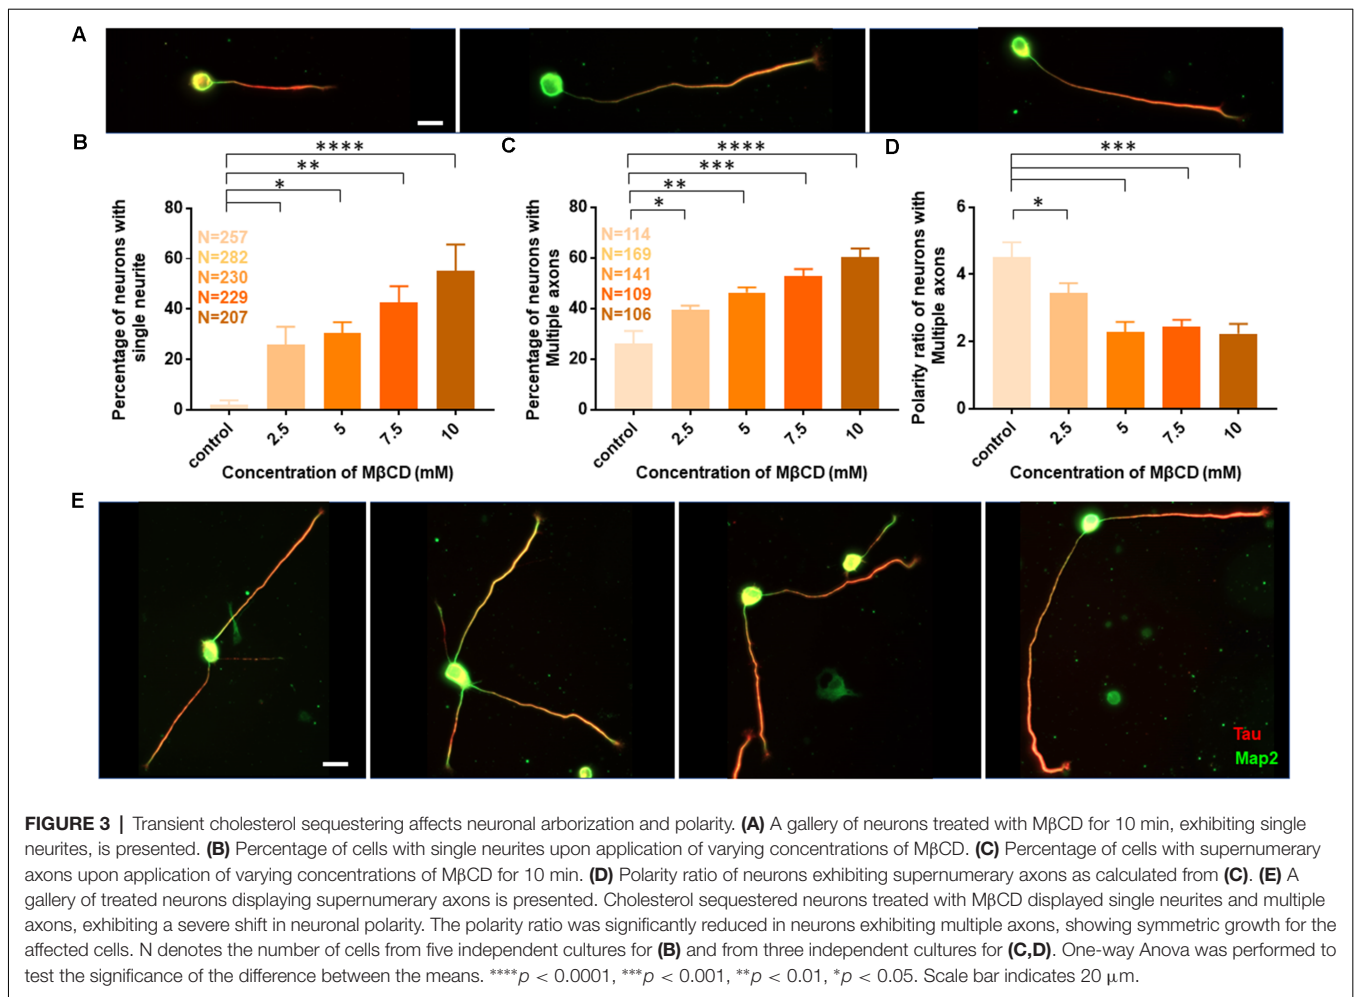 A
B
C
D
****
**
*
****
***
**
*
***
*
Percentage of neurons with
single neurite
80
60
40
20
0
N=257
N=282
N=230
N=229
N=207
control
2.5
5
7.5
10
Concentration of MβCD (mM)
Percentage of neurons with
Multiple axons
80
60
40
20
0
N=114
N=169
N=141
N=109
N=106
control
2.5
5
7.5
10
Concentration of MβCD (mM)
Polarity ratio of neurons with
Multiple axons
6
4
2
0
control
2.5
5
7.5
10
Concentration of MβCD (mM)
E
Tau
Map2
FIGURE 3 | Transient cholesterol sequestering affects neuronal arborization and polarity. (A) A gallery of neurons treated with MβCD for 10 min, exhibiting single
neurites, is presented. (B) Percentage of cells with single neurites upon application of varying concentrations of MβCD. (C) Percentage of cells with supernumerary
axons upon application of varying concentrations of MβCD for 10 min. (D) Polarity ratio of neurons exhibiting supernumerary axons as calculated from (C). (E) A
gallery of treated neurons displaying supernumerary axons is presented. Cholesterol sequestered neurons treated with MβCD displayed single neurites and multiple
axons, exhibiting a severe shift in neuronal polarity. The polarity ratio was significantly reduced in neurons exhibiting multiple axons, showing symmetric growth for the
affected cells. N denotes the number of cells from five independent cultures for (B) and from three independent cultures for (C,D). One-way Anova was performed to
test the significance of the difference between the means. ****p < 0.0001, ***p < 0.001, **p < 0.01, *p < 0.05. Scale bar indicates 20 μm.